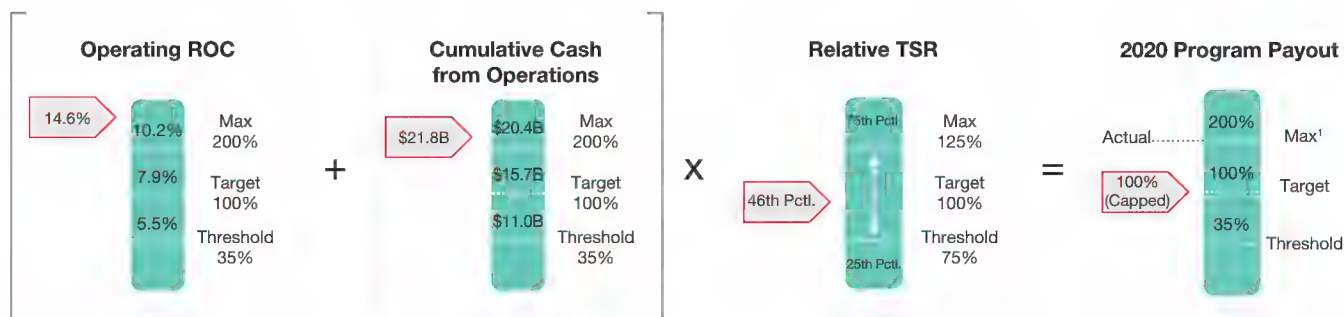 Operating ROC
14.6%
10.2%
7.9%
5.5%
Max
200%
Target
100%
Threshold
35%
+
Cumulative Cash
from Operations
$21.8B
$20.4B
$15.7B
$11.0B
Max
200%
Target
100%
Threshold
35%
X
Relative TSR
46th Pctl.
75th Pctl.
25th Pctl.
Max
125%
Target
100%
Threshold
75%
=
2020 Program Payout
Actual
100%
(Capped)
200%
100%
35%
Max¹
Target
Threshold